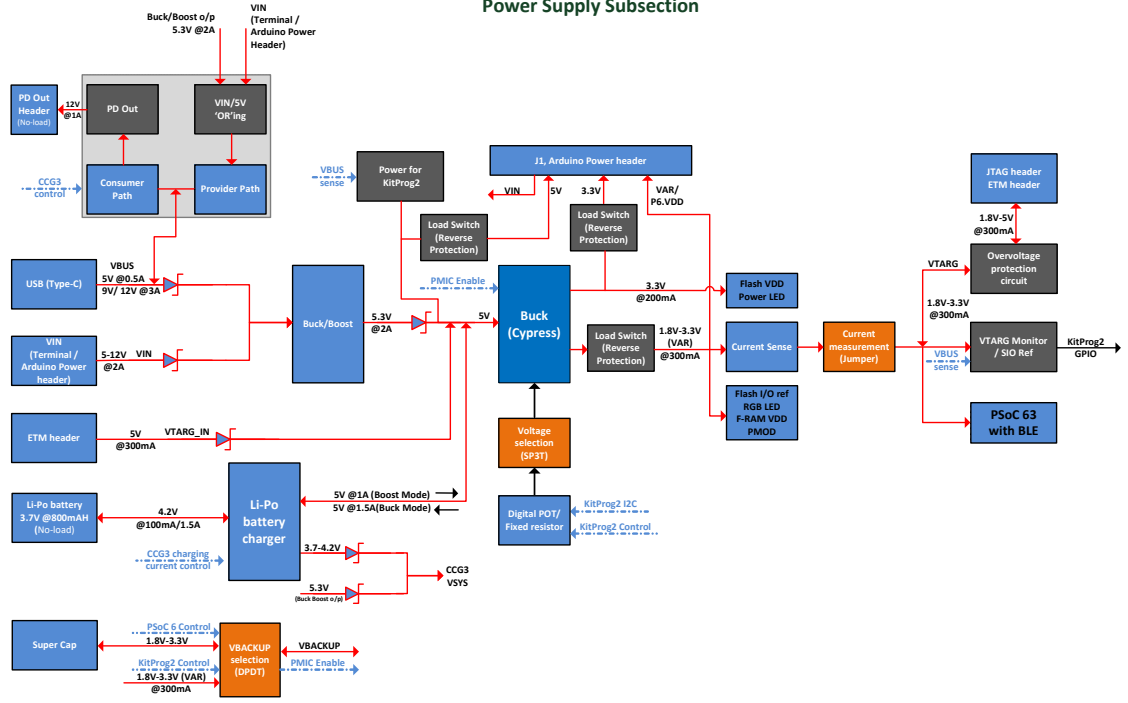 Power Supply Subsection
Buck/Boost o/p
5.3V @2A
VIN
(Terminal /
Arduino Power
Header)
PD Out
Header
(No-load)
12V
@1A
PD Out
VIN/5V
'OR'ing
CCG3
control
Consumer
Path
Provider Path
VBUS
sense
Power for
KitProg2
J1, Arduino Power header
VIN
5V
3.3V
VAR/
P6.VDD
JTAG header
ETM header
1.8V-5V
@300mA
Load Switch
(Reverse
Protection)
Load Switch
(Reverse
Protection)
VTARG
Overvoltage
protection
circuit
USB (Type-C)
VBUS
5V @0.5A
9V/ 12V @3A
Buck/Boost
5.3V
@2A
5V
PMIC Enable
Buck
(Cypress)
3.3V
@200mA
Flash VDD
Power LED
1.8V-3.3V
@300mA
VIN
(Terminal /
Arduino Power
header)
5-12V
@2A
VIN
Load Switch
(Reverse
Protection)
1.8V-3.3V
(VAR)
@300mA
Current Sense
Current
measurement
(Jumper)
VBUS
sense
VTARG Monitor
/ SIO Ref
KitProg2
GPIO
ETM header
5V
@300mA
VTARG_IN
Voltage
selection
(SP3T)
Flash I/O ref
RGB LED
F-RAM VDD
PMOD
PSoC 63
with BLE
Li-Po battery
3.7V @800mAH
(No-load)
4.2V
@100mA/1.5A
Li-Po
battery
charger
5V @1A (Boost Mode)
5V @1.5A(Buck Mode)
Digital POT/
Fixed resistor
KitProg2 I2C
KitProg2 Control
CCG3 charging
current control
3.7-4.2V
5.3V
(Buck Boost o/p)
CCG3
VSYS
Super Cap
PSoC 6 Control
1.8V-3.3V
KitProg2 Control
1.8V-3.3V (VAR)
@300mA
VBACKUP
selection
(DPDT)
VBACKUP
PMIC Enable